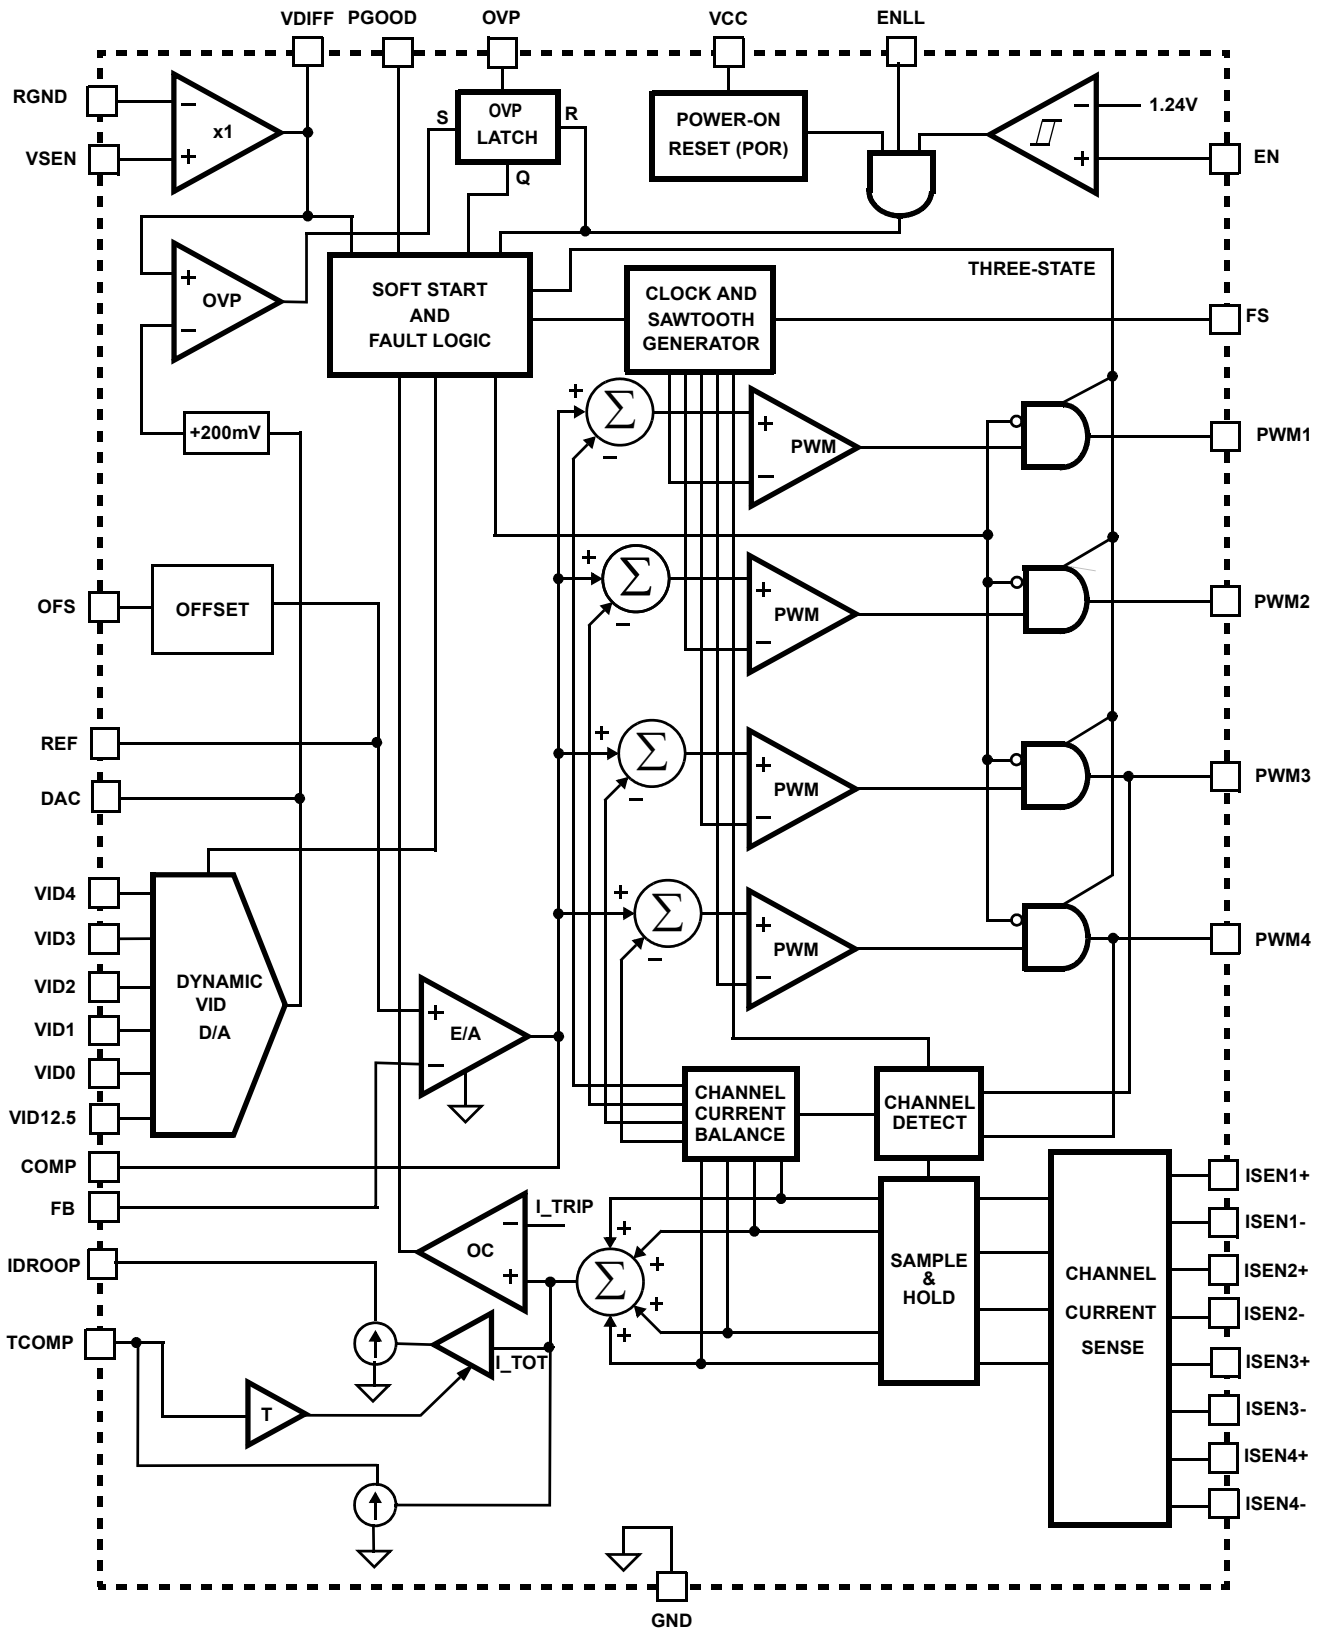 VDIFF PGOOD OVP VCC ENLL
RGND
x1
−
+
VSEN
S
OVP
LATCH
R
Q
POWER-ON
RESET (POR)
−
+
1.24V
EN
+
OVP
−
SOFT START
AND
FAULT LOGIC
THREE-STATE
CLOCK AND
SAWTOOTH
GENERATOR
FS
+200mV
+
Σ
−
+
PWM
−
PWM1
OFS
OFFSET
+
Σ
−
+
PWM
−
PWM2
REF
DAC
+
Σ
−
+
PWM
−
PWM3
VID4
VID3
VID2
VID1
VID0
VID12.5
DYNAMIC
VID
D/A
+
Σ
−
+
PWM
−
PWM4
+
E/A
−
CHANNEL
CURRENT
BALANCE
CHANNEL
DETECT
COMP
FB
IDROOP
TCOMP
I_TRIP
−
OC
+
+
+
Σ
+
+
I_TOT
T
SAMPLE
&
HOLD
CHANNEL
CURRENT
SENSE
ISEN1+
ISEN1-
ISEN2+
ISEN2-
ISEN3+
ISEN3-
ISEN4+
ISEN4-
GND